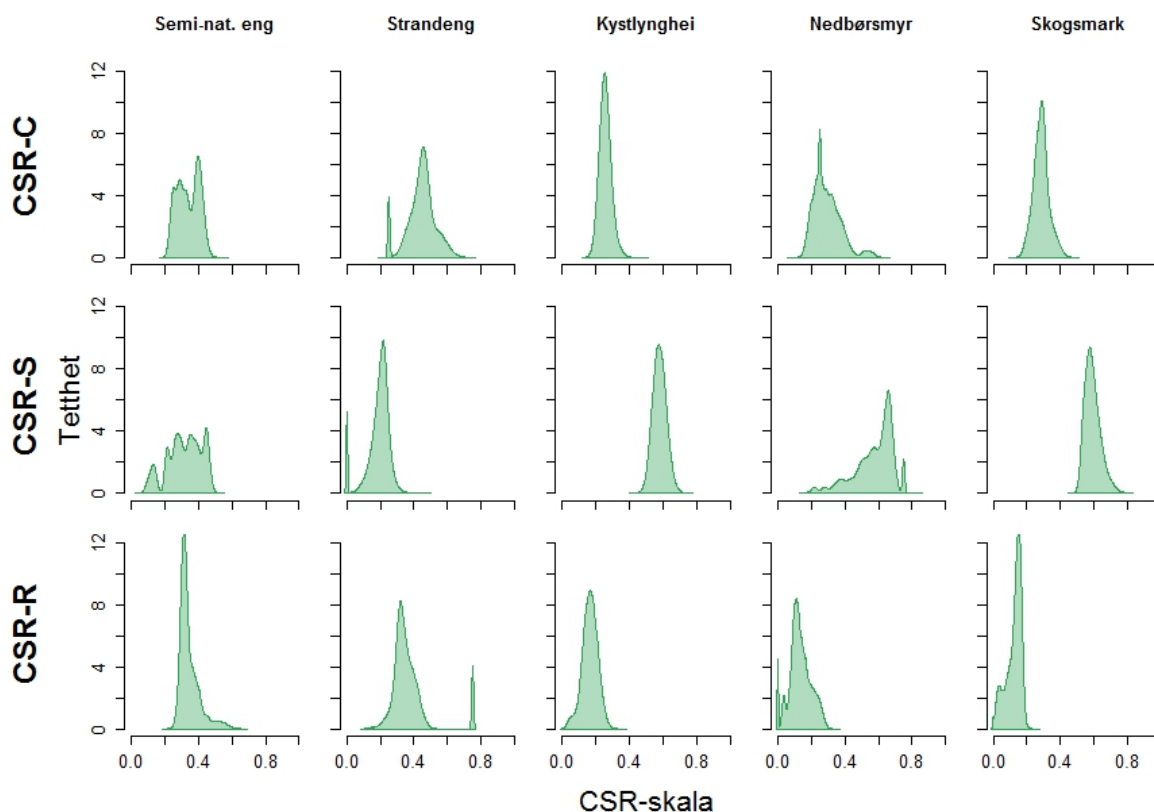 Semi-nat. eng Strandeng Kystlynghei Nedbørsmyr Skogsmark
CSR-C
0 4 8 12
CSR-S
Tetthet
0 4 8 12
CSR-R
0 4 8 12
0.0 0.4 0.8 0.0 0.4 0.8 0.0 0.4 0.8 0.0 0.4 0.8 0.0 0.4 0.8
CSR-skala